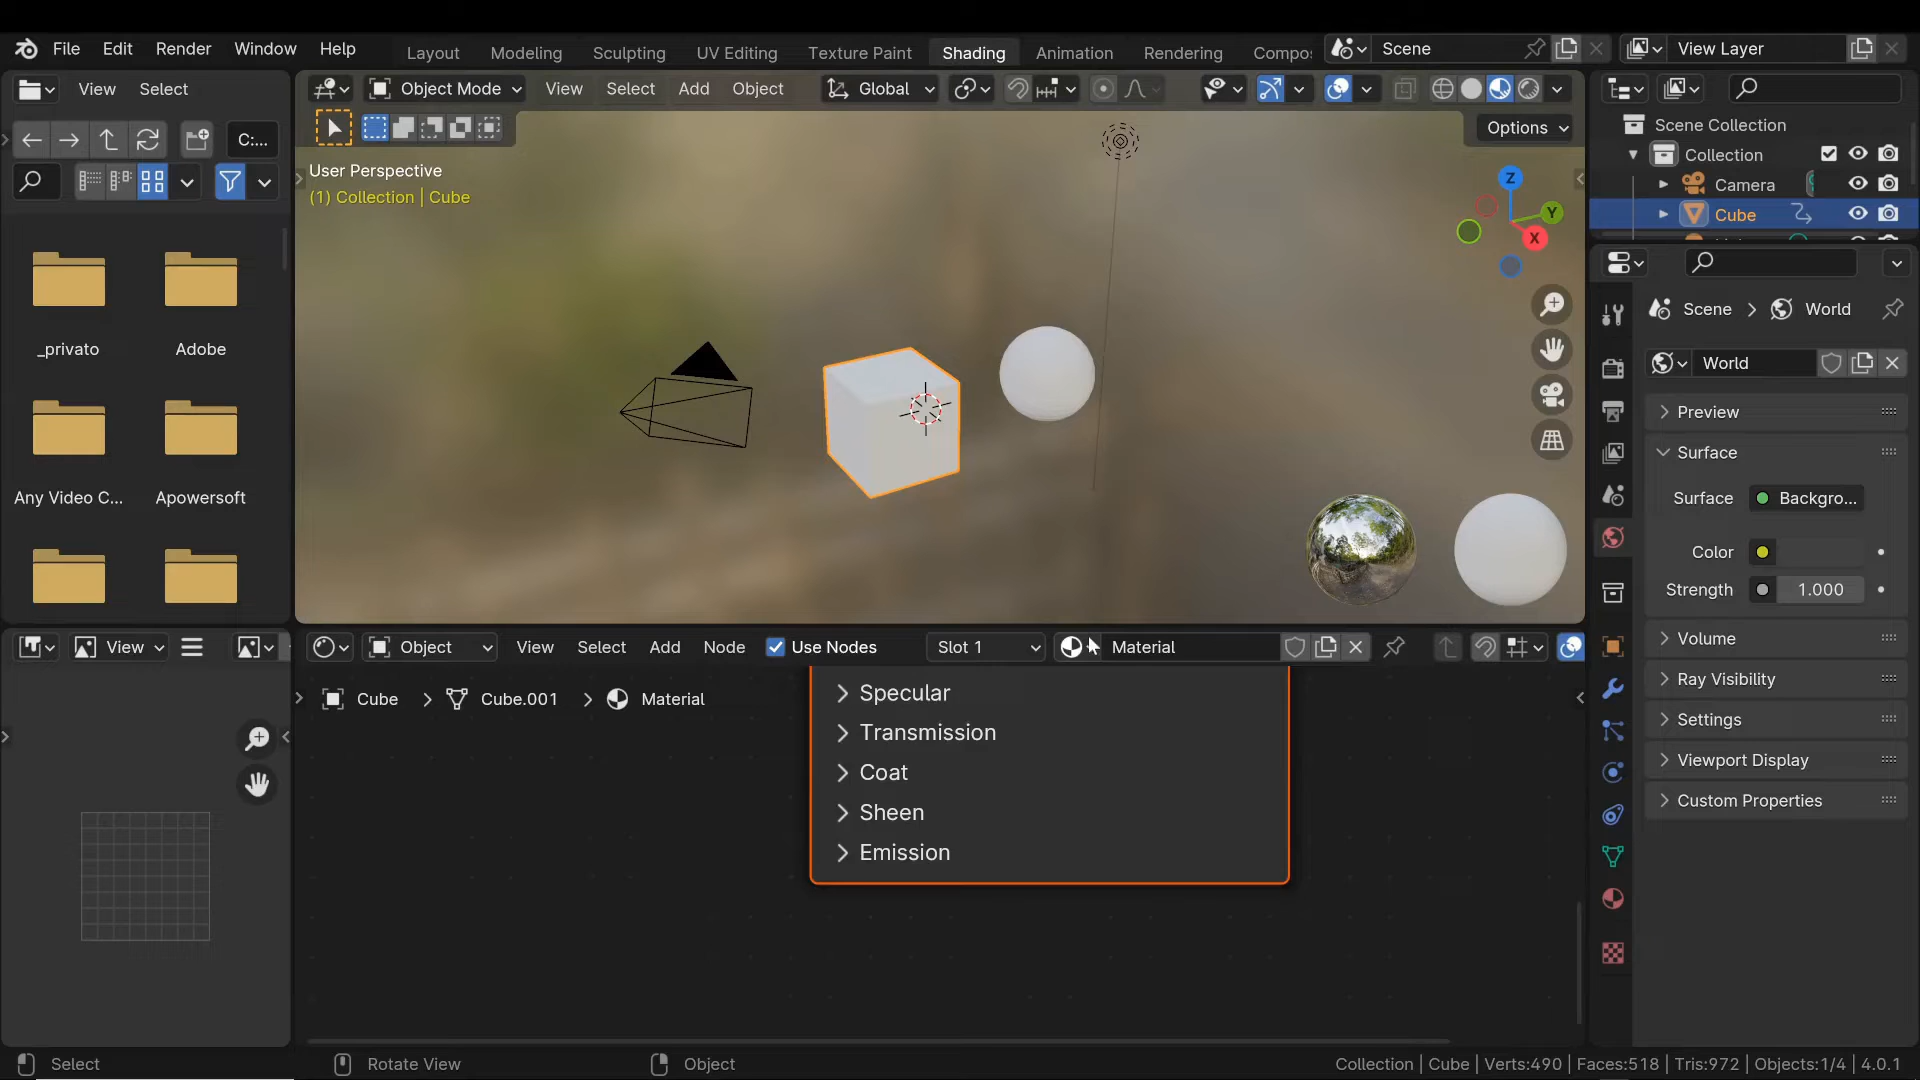 File Edit Render Window Help Layout Modeling Sculpting UV Editing Texture Paint Shading Animation Rendering Compo: Scene View Layer
View Select Object Mode View Select Add Object Global
C:... Options
User Perspective
(1) Collection | Cube
Z
Y
X
_privato Adobe
Any Video C... Apowersoft
Scene Collection
Collection
Camera
Cube
Scene World
World
Preview
Surface
Surface Backgro...
Color
Strength 1.000
Volume
Ray Visibility
Settings
Viewport Display
Custom Properties
View Object View Select Add Node Use Nodes Slot 1 Material
Cube Cube.001 Material
Specular
Transmission
Coat
Sheen
Emission
Select Rotate View Object Collection | Cube | Verts:490 | Faces:518 | Tris:972 | Objects:1/4 | 4.0.1